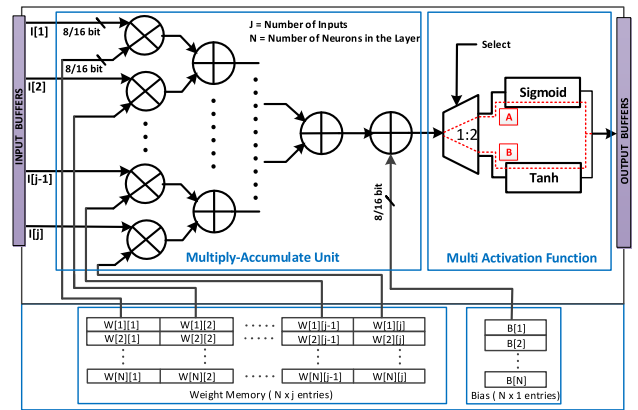 I[1]
8/16 bit
8/16 bit
I[2]
I[j-1]
I[j]
INPUT BUFFERS
J = Number of Inputs
N = Number of Neurons in the Layer
8/16 bit
Multiply-Accumulate Unit
Select
1:2
A
B
Sigmoid
Tanh
Multi Activation Function
OUTPUT BUFFERS
W[1][1] W[1][2] W[1][j-1] W[1][j]
W[2][1] W[2][2] W[2][j-1] W[2][j]
W[N][1] W[N][2] W[N][j-1] W[N][j]
Weight Memory ( N x j entries)
B[1]
B[2]
B[N]
Bias ( N x 1 entries)